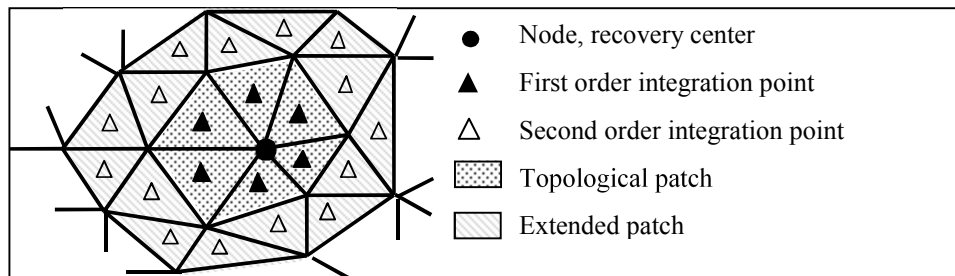 Node, recovery center
First order integration point
Second order integration point
Topological patch
Extended patch